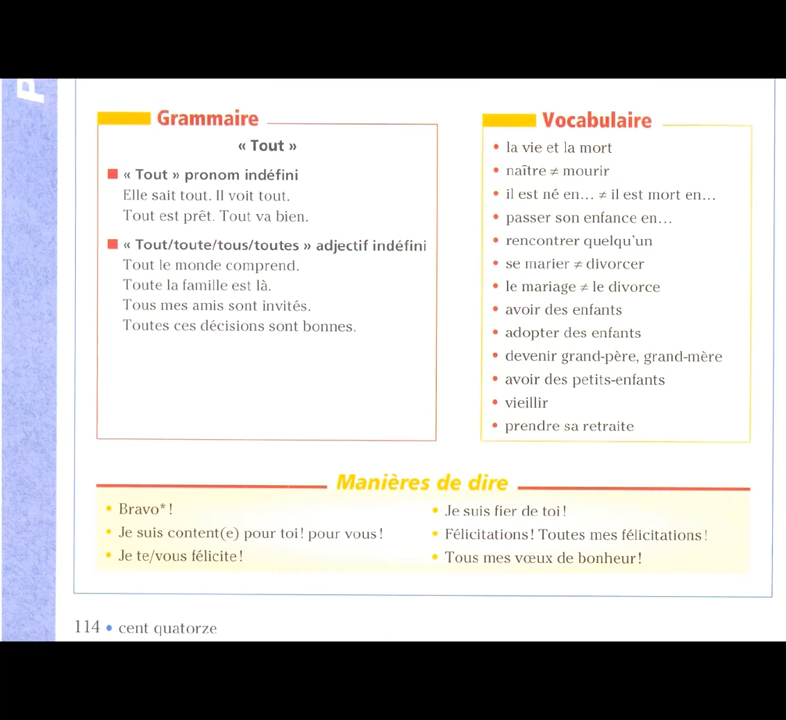 P
Grammaire
« Tout »
« Tout » pronom indéfini
Elle sait tout. Il voit tout.
Tout est prêt. Tout va bien.
« Tout/toute/tous/toutes » adjectif indéfini
Tout le monde comprend.
Toute la famille est là.
Tous mes amis sont invités.
Toutes ces décisions sont bonnes.
Vocabulaire
• la vie et la mort
• naître ≠ mourir
• il est né en... ≠ il est mort en...
• passer son enfance en...
• rencontrer quelqu'un
• se marier ≠ divorcer
• le mariage ≠ le divorce
• avoir des enfants
• adopter des enfants
• devenir grand-père, grand-mère
• avoir des petits-enfants
• vieillir
• prendre sa retraite
Manières de dire
• Bravo* !
• Je suis content(e) pour toi ! pour vous !
• Je te/vous félicite !
• Je suis fier de toi !
• Félicitations ! Toutes mes félicitations !
• Tous mes vœux de bonheur !
114 • cent quatorze